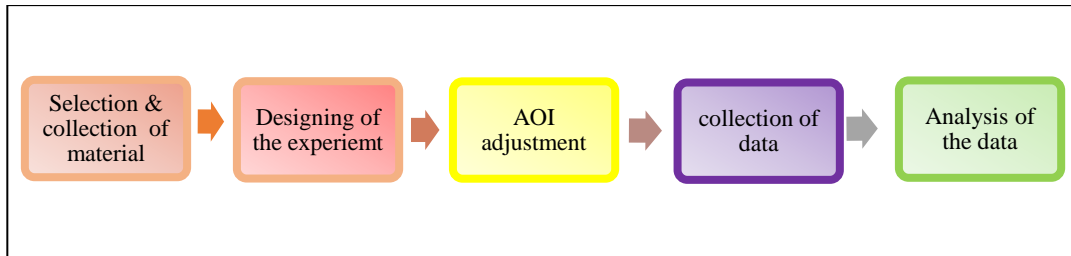 Selection &
collection of
material
Designing of
the experiemt
AOI
adjustment
collection of
data
Analysis of
the data